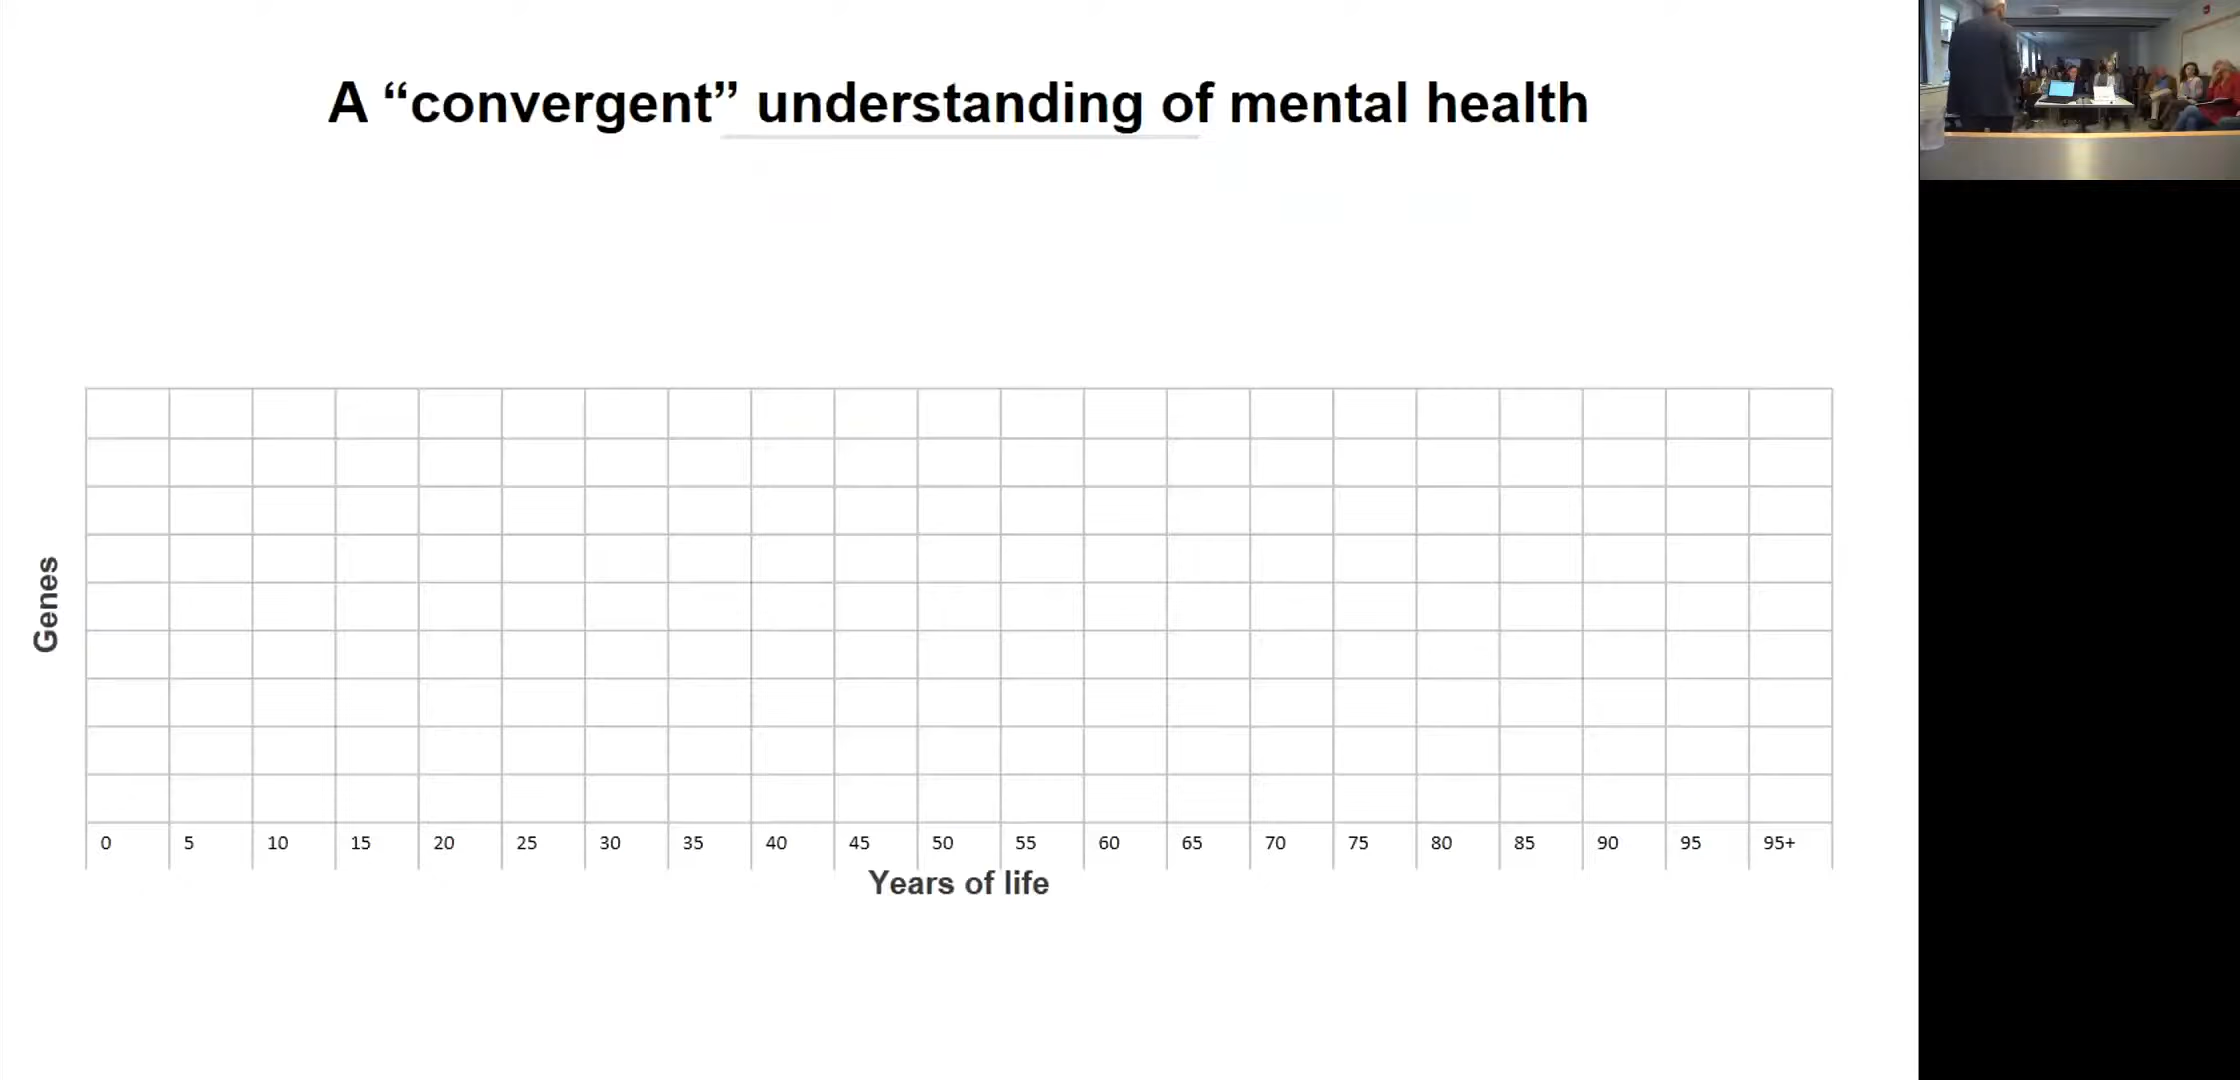 A “convergent” understanding of mental health
Genes
0 5 10 15 20 25 30 35 40 45 50 55 60 65 70 75 80 85 90 95 95+
Years of life